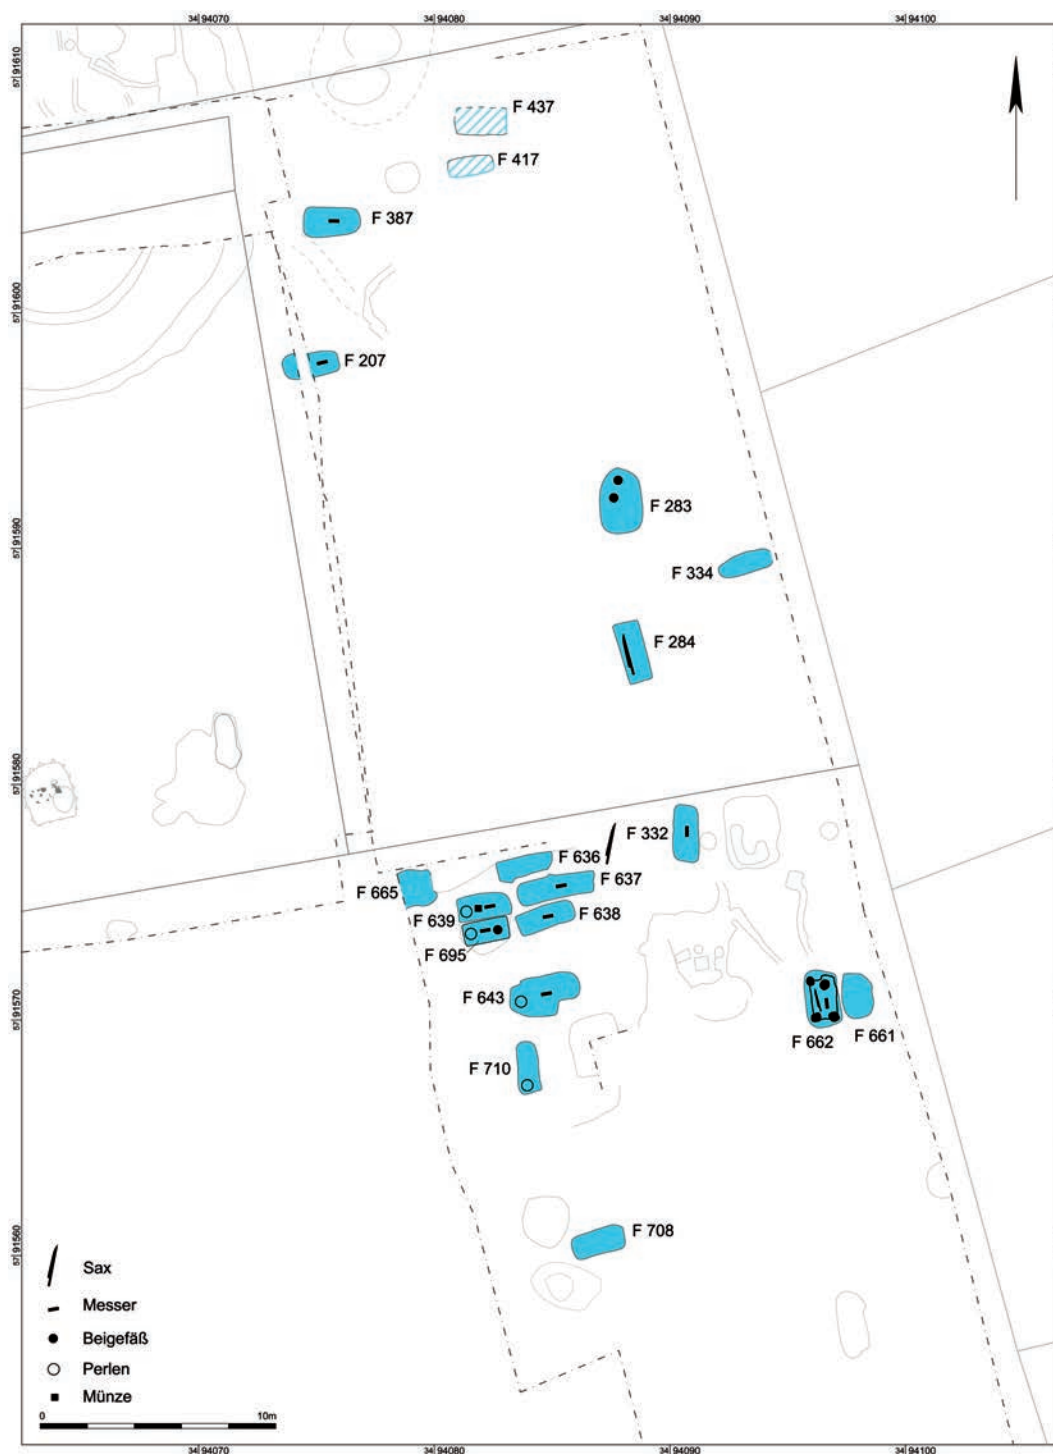 34|94070
34|94080
34|94090
34|94100
57|91610
57|91600
57|91590
57|91580
57|91570
57|91560
F 437
F 417
F 387
F 207
F 283
F 334
F 284
F 332
F 636
F 637
F 665
F 639
F 638
F 695
F 643
F 662
F 661
F 710
F 708
Sax
Messer
Beigefäß
Perlen
Münze
0 10m
34|94070
34|94080
34|94090
34|94100